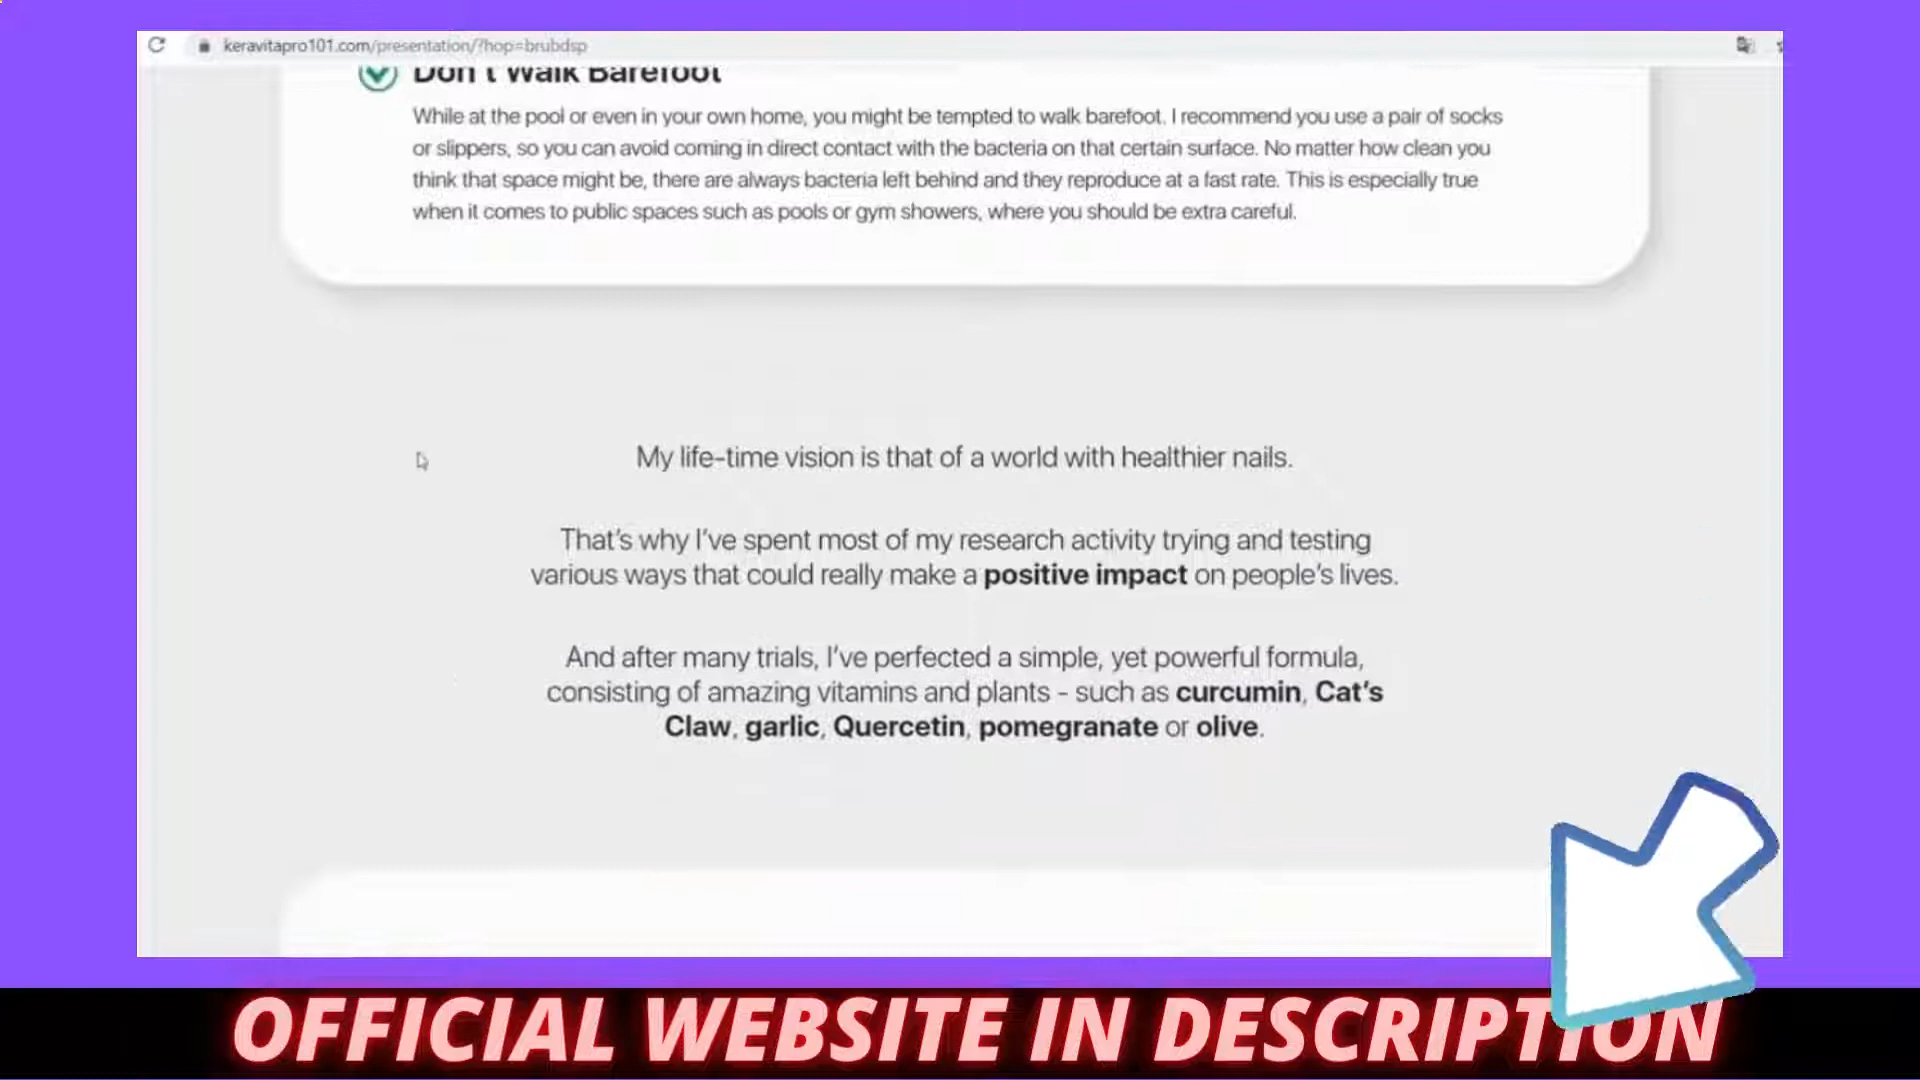 keravitapro101.com/presentation/?hop=brubdsp
Don't Walk Barefoot
While at the pool or even in your own home, you might be tempted to walk barefoot. I recommend you use a pair of socks
or slippers, so you can avoid coming in direct contact with the bacteria on that certain surface. No matter how clean you
think that space might be, there are always bacteria left behind and they reproduce at a fast rate. This is especially true
when it comes to public spaces such as pools or gym showers, where you should be extra careful.
My life-time vision is that of a world with healthier nails.
That's why I've spent most of my research activity trying and testing
various ways that could really make a positive impact on people's lives.
And after many trials, I've perfected a simple, yet powerful formula,
consisting of amazing vitamins and plants - such as curcumin, Cat's
Claw, garlic, Quercetin, pomegranate or olive.
OFFICIAL WEBSITE IN DESCRIPTION